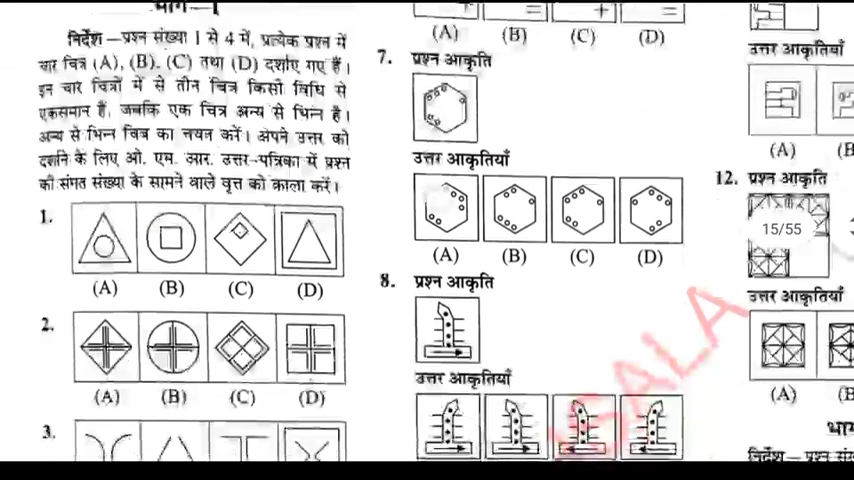 भाग—I
निर्देश—प्रश्न संख्या 1 से 4 में, प्रत्येक प्रश्न में
चार चित्र (A), (B), (C) तथा (D) दर्शाए गए हैं।
इन चार चित्रों में से तीन चित्र किसी विधि से
एकसमान हैं, जबकि एक चित्र अन्य से भिन्न है।
अन्य से भिन्न चित्र का चयन करें। अपने उत्तर को
दर्शाने के लिए ओ. एम. आर. उत्तर-पत्रिका में प्रश्न
की संमत संख्या के सामने वाले वृत्त को काला करें।
1.
(A) (B) (C) (D)
2.
(A) (B) (C) (D)
3.
(A) (B) (C) (D)
7. प्रश्न आकृति
उत्तर आकृतियाँ
(A) (B) (C) (D)
8. प्रश्न आकृति
उत्तर आकृतियाँ
उत्तर आकृतियाँ
(A) (B
12. प्रश्न आकृति
15/55
उत्तर आकृतियाँ
(A) (B
भाग
निर्देश—प्रश्न